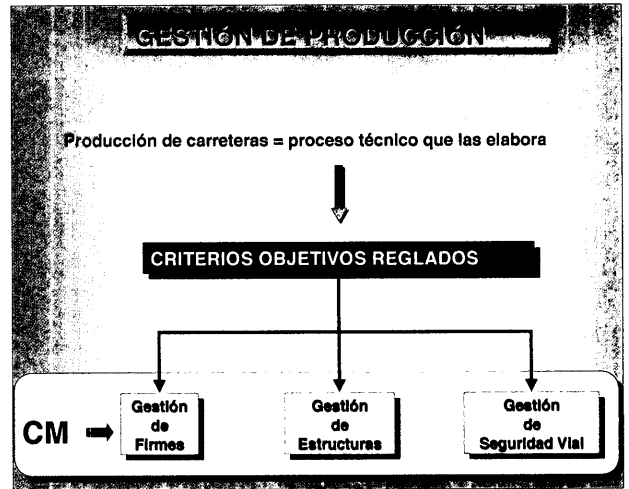 GESTIÓN DE PRODUCCIÓN
Producción de carreteras = proceso técnico que las elabora
CRITERIOS OBJETIVOS REGLADOS
CM
Gestión
de
Firmes
Gestión
de
Estructuras
Gestión
de
Seguridad Vial